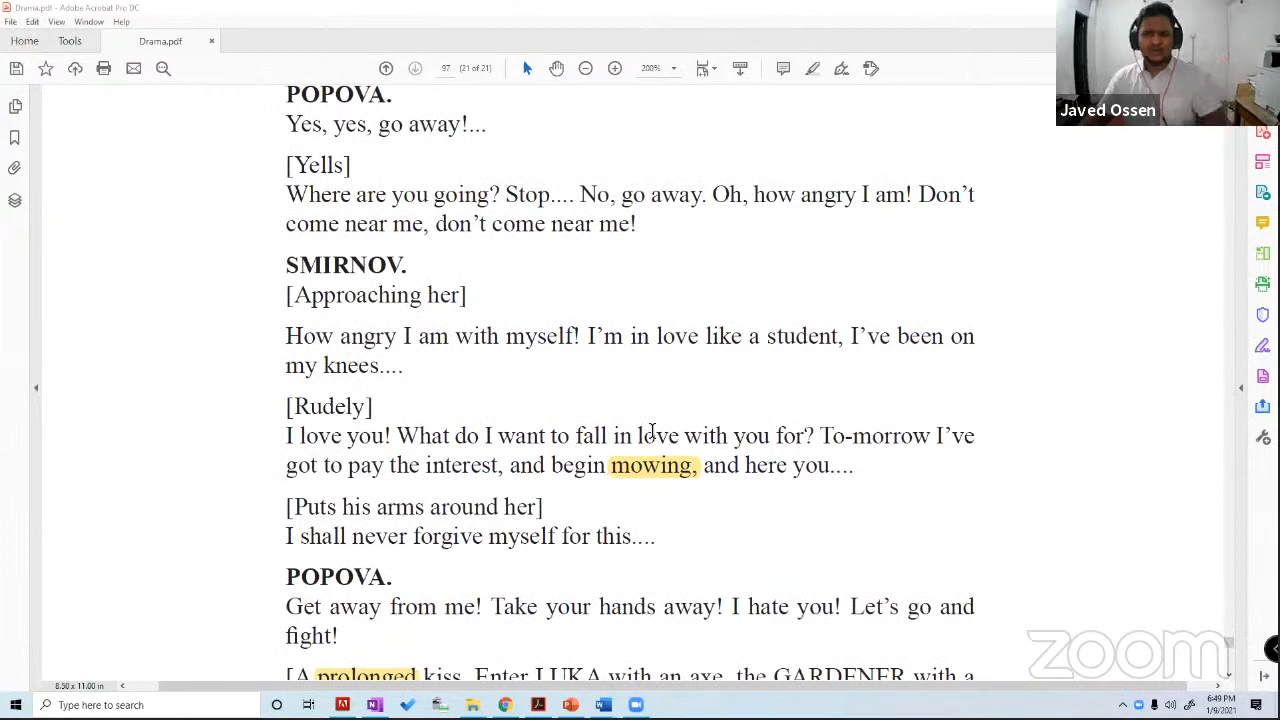 Drama.pdf - Adobe Acrobat Pro DC
File Edit View Window Help
Home Tools Drama.pdf ×
97 (21 of 21) 200%
POPOVA.
Yes, yes, go away!...
[Yells]
Where are you going? Stop.... No, go away. Oh, how angry I am! Don’t
come near me, don’t come near me!
SMIRNOV.
[Approaching her]
How angry I am with myself! I’m in love like a student, I’ve been on
my knees....
[Rudely]
I love you! What do I want to fall in love with you for? To-morrow I’ve
got to pay the interest, and begin mowing, and here you....
[Puts his arms around her]
I shall never forgive myself for this....
POPOVA.
Get away from me! Take your hands away! I hate you! Let’s go and
fight!
[A prolonged kiss. Enter LUKA with an axe, the GARDENER with a
Javed Ossen
zoom
8.50 x 11.00 in
Type here to search
6:49 PM
1/9/2021